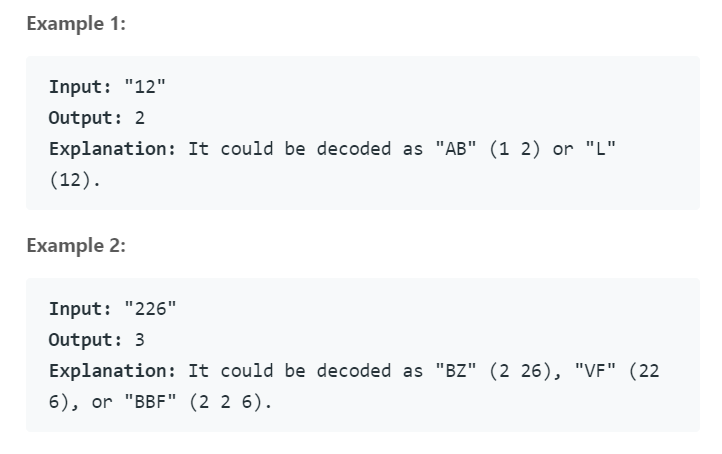 Example 1:
Input: "12"
Output: 2
Explanation: It could be decoded as "AB" (1 2) or "L"
(12).
Example 2:
Input: "226"
Output: 3
Explanation: It could be decoded as "BZ" (2 26), "VF" (22
6), or "BBF" (2 2 6).